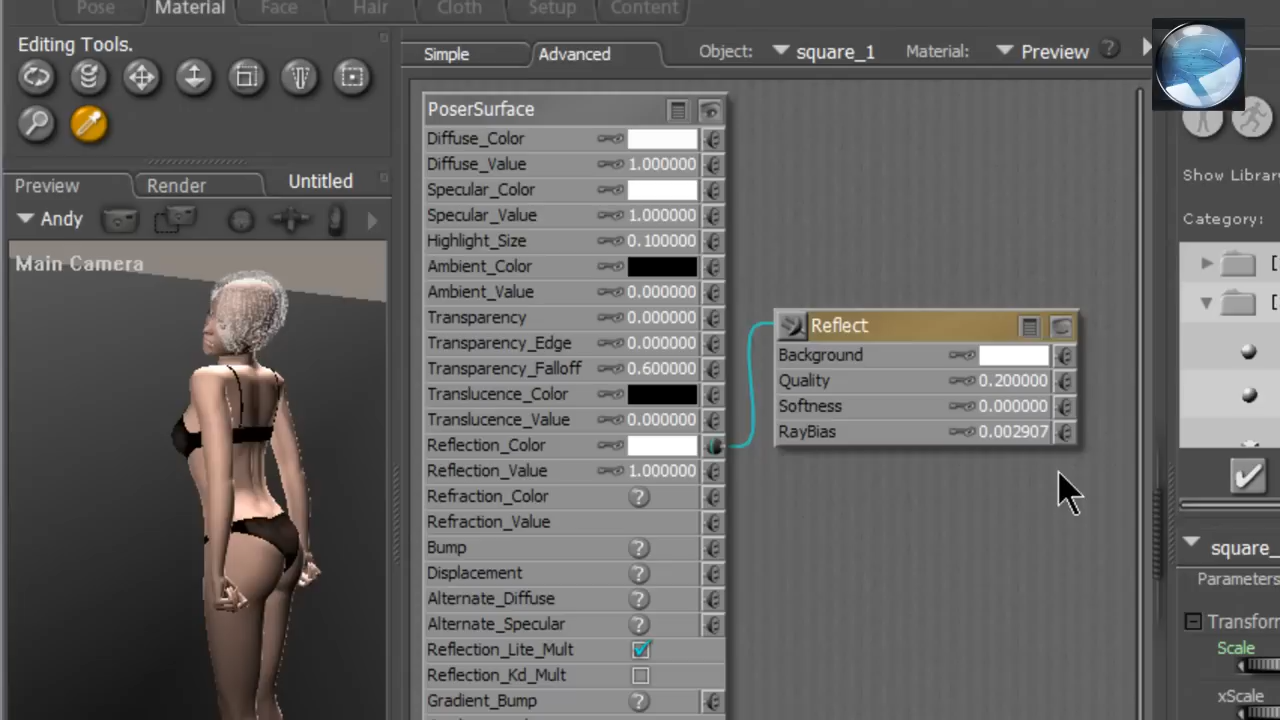 Pose Material Face Hair Cloth Setup Content
Editing Tools.
Simple Advanced Object: square_1 Material: Preview ?
Preview Render Untitled
Andy
Main Camera
PoserSurface
Diffuse_Color
Diffuse_Value 1.000000
Specular_Color
Specular_Value 1.000000
Highlight_Size 0.100000
Ambient_Color
Ambient_Value 0.000000
Transparency 0.000000
Transparency_Edge 0.000000
Transparency_Falloff 0.600000
Translucence_Color
Translucence_Value 0.000000
Reflection_Color
Reflection_Value 1.000000
Refraction_Color ?
Refraction_Value
Bump ?
Displacement ?
Alternate_Diffuse ?
Alternate_Specular ?
Reflection_Lite_Mult
Reflection_Kd_Mult
Gradient_Bump ?
Reflect
Background
Quality 0.200000
Softness 0.000000
RayBias 0.002907
Show Librar
Category:
[
[
square_
Parameters
Transfor
Scale
xScale